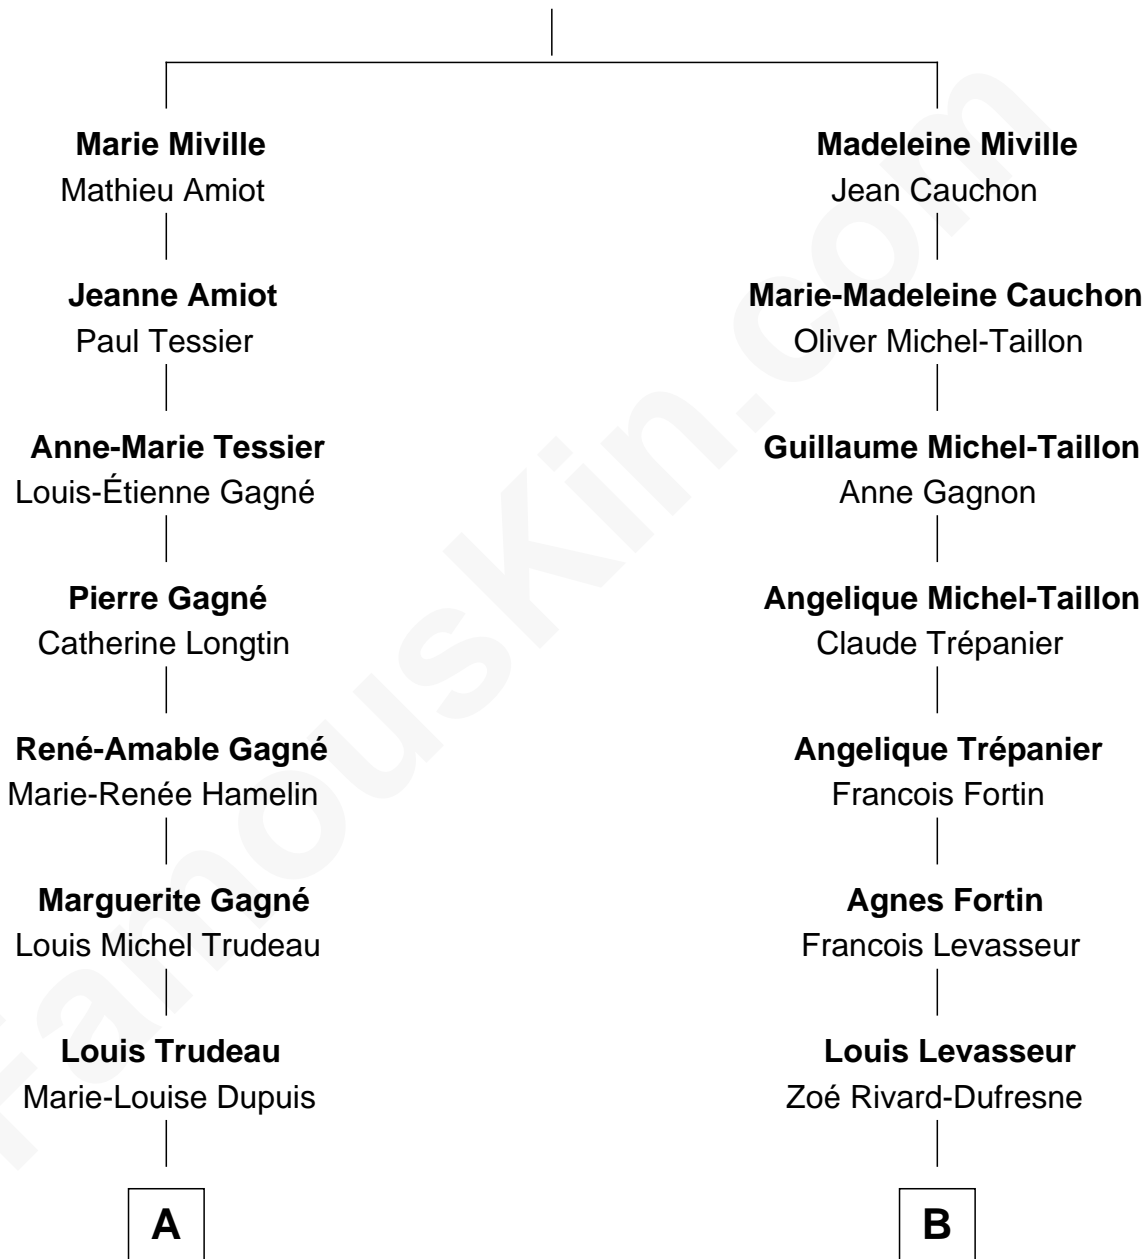 Marie Miville
Mathieu Amiot
Jeanne Amiot
Paul Tessier
Anne-Marie Tessier
Louis-Étienne Gagné
Pierre Gagné
Catherine Longtin
René-Amable Gagné
Marie-Renée Hamelin
Marguerite Gagné
Louis Michel Trudeau
Louis Trudeau
Marie-Louise Dupuis
A
Madeleine Miville
Jean Cauchon
Marie-Madeleine Cauchon
Oliver Michel-Taillon
Guillaume Michel-Taillon
Anne Gagnon
Angelique Michel-Taillon
Claude Trépanier
Angelique Trépanier
Francois Fortin
Agnes Fortin
Francois Levasseur
Louis Levasseur
Zoé Rivard-Dufresne
B
FamousKin.com